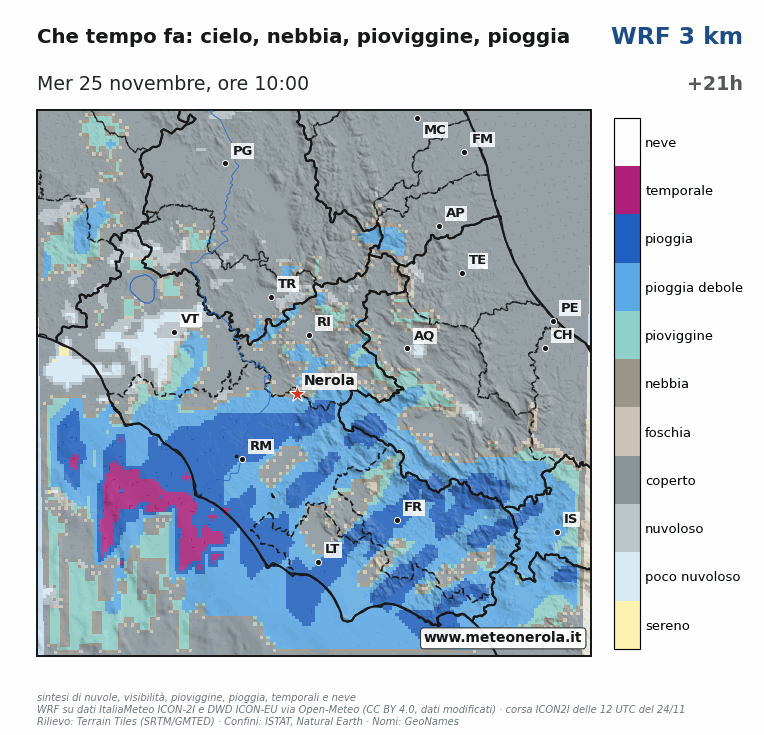 Che tempo fa: cielo, nebbia, pioviggine, pioggia
WRF 3 km
Mer 25 novembre, ore 10:00
+21h
MC
FM
PG
AP
TE
TR
PE
VT
RI
AQ
CH
Nerola
RM
FR
IS
LT
www.meteonerola.it
neve
temporale
pioggia
pioggia debole
pioviggine
nebbia
foschia
coperto
nuvoloso
poco nuvoloso
sereno
sintesi di nuvole, visibilità, pioviggine, pioggia, temporali e neve
WRF su dati ItaliaMeteo ICON-2I e DWD ICON-EU via Open-Meteo (CC BY 4.0, dati modificati) · corsa ICON2I delle 12 UTC del 24/11
Rilievo: Terrain Tiles (SRTM/GMTED) · Confini: ISTAT, Natural Earth · Nomi: GeoNames